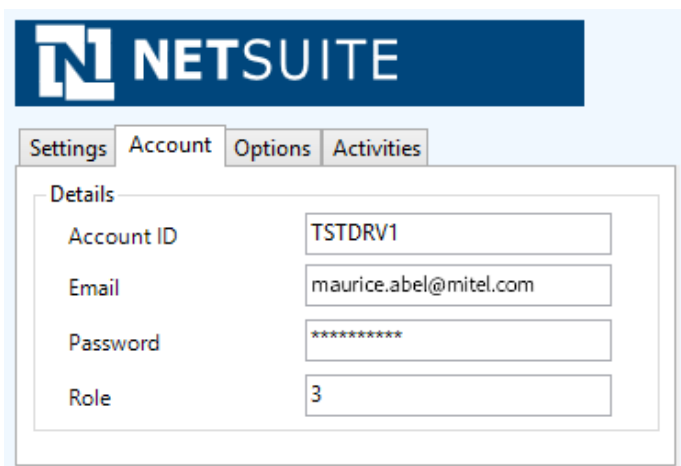 NETSUITE
Settings Account Options Activities
Details
Account ID TSTDRV1
Email maurice.abel@mitel.com
Password **********
Role 3